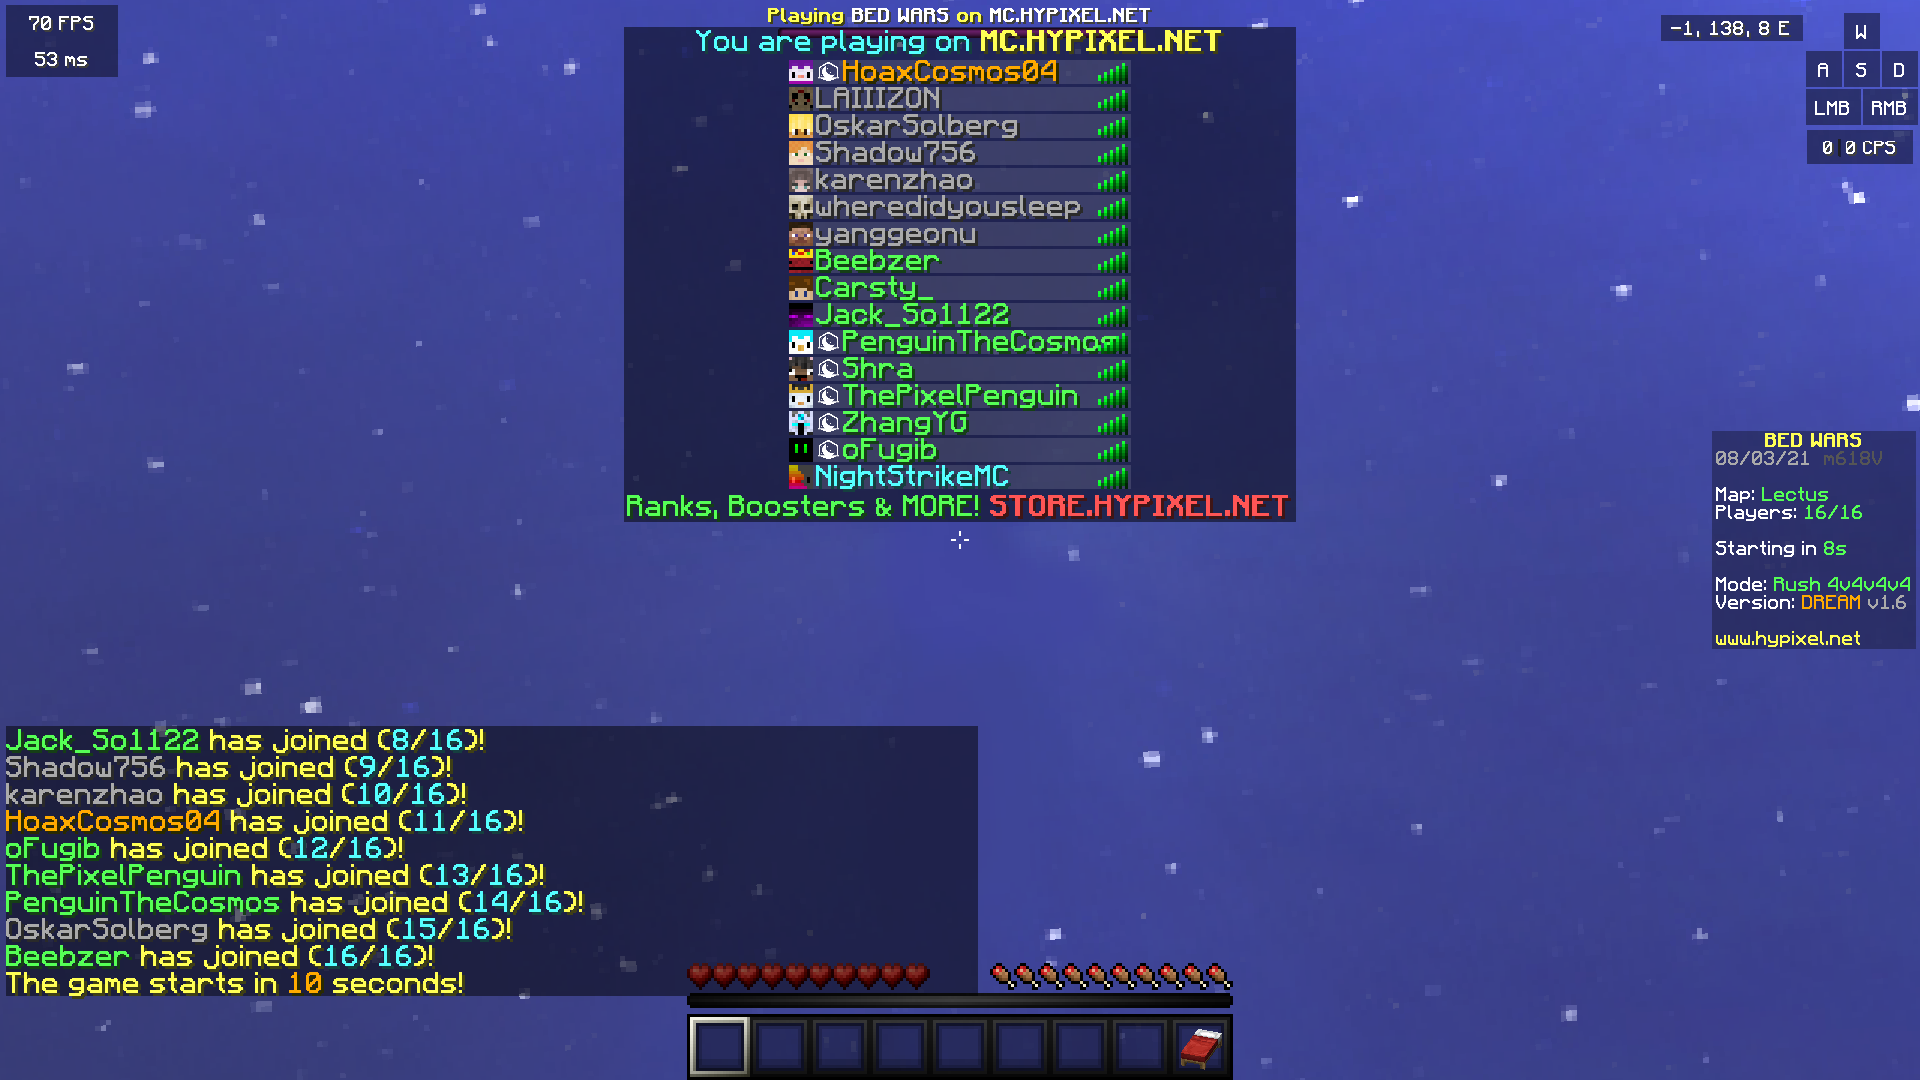 70 FPS
53 ms
Playing BED WARS on MC.HYPIXEL.NET
You are playing on MC.HYPIXEL.NET
HoaxCosmos04
LAIIIZON
OskarSolberg
Shadow756
karenzhao
wheredidyousleep
yanggeonu
Beebzer
Carsty_
Jack_So1122
PenguinTheCosmos
Shra
ThePixelPenguin
ZhangYG
oFugib
NightStrikeMC
Ranks, Boosters & MORE! STORE.HYPIXEL.NET
-1, 138, 8 E
W
A S D
LMB RMB
0 | 0 CPS
BED WARS
08/03/21 m618V
Map: Lectus
Players: 16/16
Starting in 8s
Mode: Rush 4v4v4v4
Version: DREAM v1.6
www.hypixel.net
Jack_So1122 has joined (8/16)!
Shadow756 has joined (9/16)!
karenzhao has joined (10/16)!
HoaxCosmos04 has joined (11/16)!
oFugib has joined (12/16)!
ThePixelPenguin has joined (13/16)!
PenguinTheCosmos has joined (14/16)!
OskarSolberg has joined (15/16)!
Beebzer has joined (16/16)!
The game starts in 10 seconds!